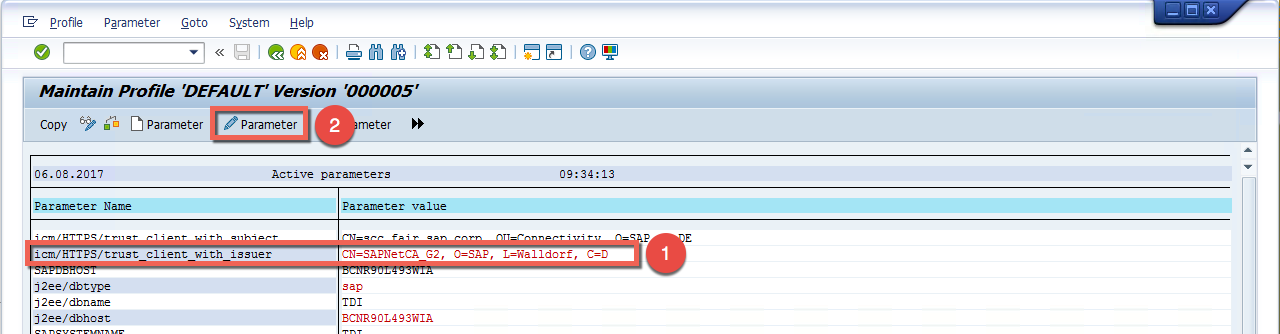 Profile Parameter Goto System Help
Maintain Profile 'DEFAULT' Version '000005'
Copy Parameter Parameter 2
06.08.2017 Active parameters 09:34:13
Parameter Name Parameter value
icm/HTTPS/trust_client_with_subject CN=scc.fair.sap.corp, OU=Connectivity, O=SAP DE
icm/HTTPS/trust_client_with_issuer CN=SAPNetCA_G2, O=SAP, L=Walldorf, C=D 1
SAPDBHOST BCNR90L493WIA
j2ee/dbtype sap
j2ee/dbname TDI
j2ee/dbhost BCNR90L493WIA
SAPSYSTEMNAME TDI